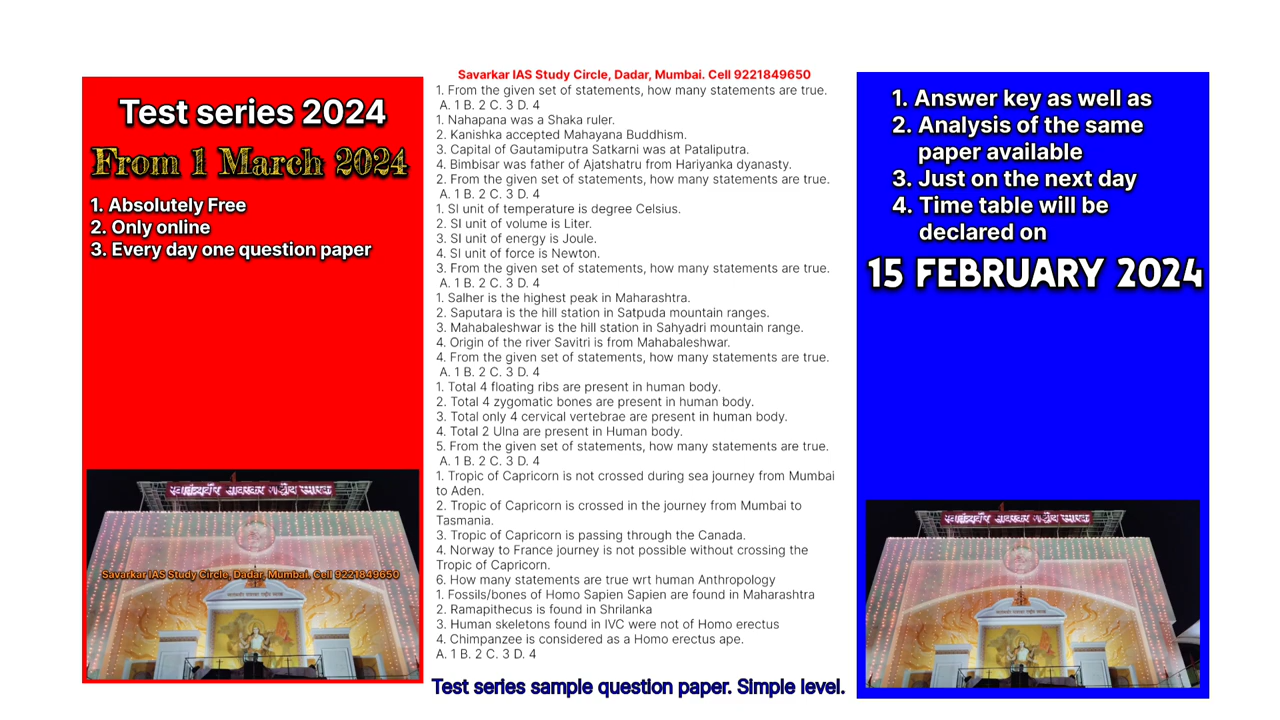 Test series 2024
From 1 March 2024
1. Absolutely Free
2. Only online
3. Every day one question paper
Savarkar IAS Study Circle, Dadar, Mumbai. Cell 9221849650
Savarkar IAS Study Circle, Dadar, Mumbai. Cell 9221849650
1. From the given set of statements, how many statements are true.
A. 1 B. 2 C. 3 D. 4
1. Nahapana was a Shaka ruler.
2. Kanishka accepted Mahayana Buddhism.
3. Capital of Gautamiputra Satkarni was at Pataliputra.
4. Bimbisar was father of Ajatshatru from Hariyanka dyanasty.
2. From the given set of statements, how many statements are true.
A. 1 B. 2 C. 3 D. 4
1. SI unit of temperature is degree Celsius.
2. SI unit of volume is Liter.
3. SI unit of energy is Joule.
4. SI unit of force is Newton.
3. From the given set of statements, how many statements are true.
A. 1 B. 2 C. 3 D. 4
1. Salher is the highest peak in Maharashtra.
2. Saputara is the hill station in Satpuda mountain ranges.
3. Mahabaleshwar is the hill station in Sahyadri mountain range.
4. Origin of the river Savitri is from Mahabaleshwar.
4. From the given set of statements, how many statements are true.
A. 1 B. 2 C. 3 D. 4
1. Total 4 floating ribs are present in human body.
2. Total 4 zygomatic bones are present in human body.
3. Total only 4 cervical vertebrae are present in human body.
4. Total 2 Ulna are present in Human body.
5. From the given set of statements, how many statements are true.
A. 1 B. 2 C. 3 D. 4
1. Tropic of Capricorn is not crossed during sea journey from Mumbai
to Aden.
2. Tropic of Capricorn is crossed in the journey from Mumbai to
Tasmania.
3. Tropic of Capricorn is passing through the Canada.
4. Norway to France journey is not possible without crossing the
Tropic of Capricorn.
6. How many statements are true wrt human Anthropology
1. Fossils/bones of Homo Sapien Sapien are found in Maharashtra
2. Ramapithecus is found in Shrilanka
3. Human skeletons found in IVC were not of Homo erectus
4. Chimpanzee is considered as a Homo erectus ape.
A. 1 B. 2 C. 3 D. 4
Test series sample question paper. Simple level.
1. Answer key as well as
2. Analysis of the same
paper available
3. Just on the next day
4. Time table will be
declared on
15 FEBRUARY 2024